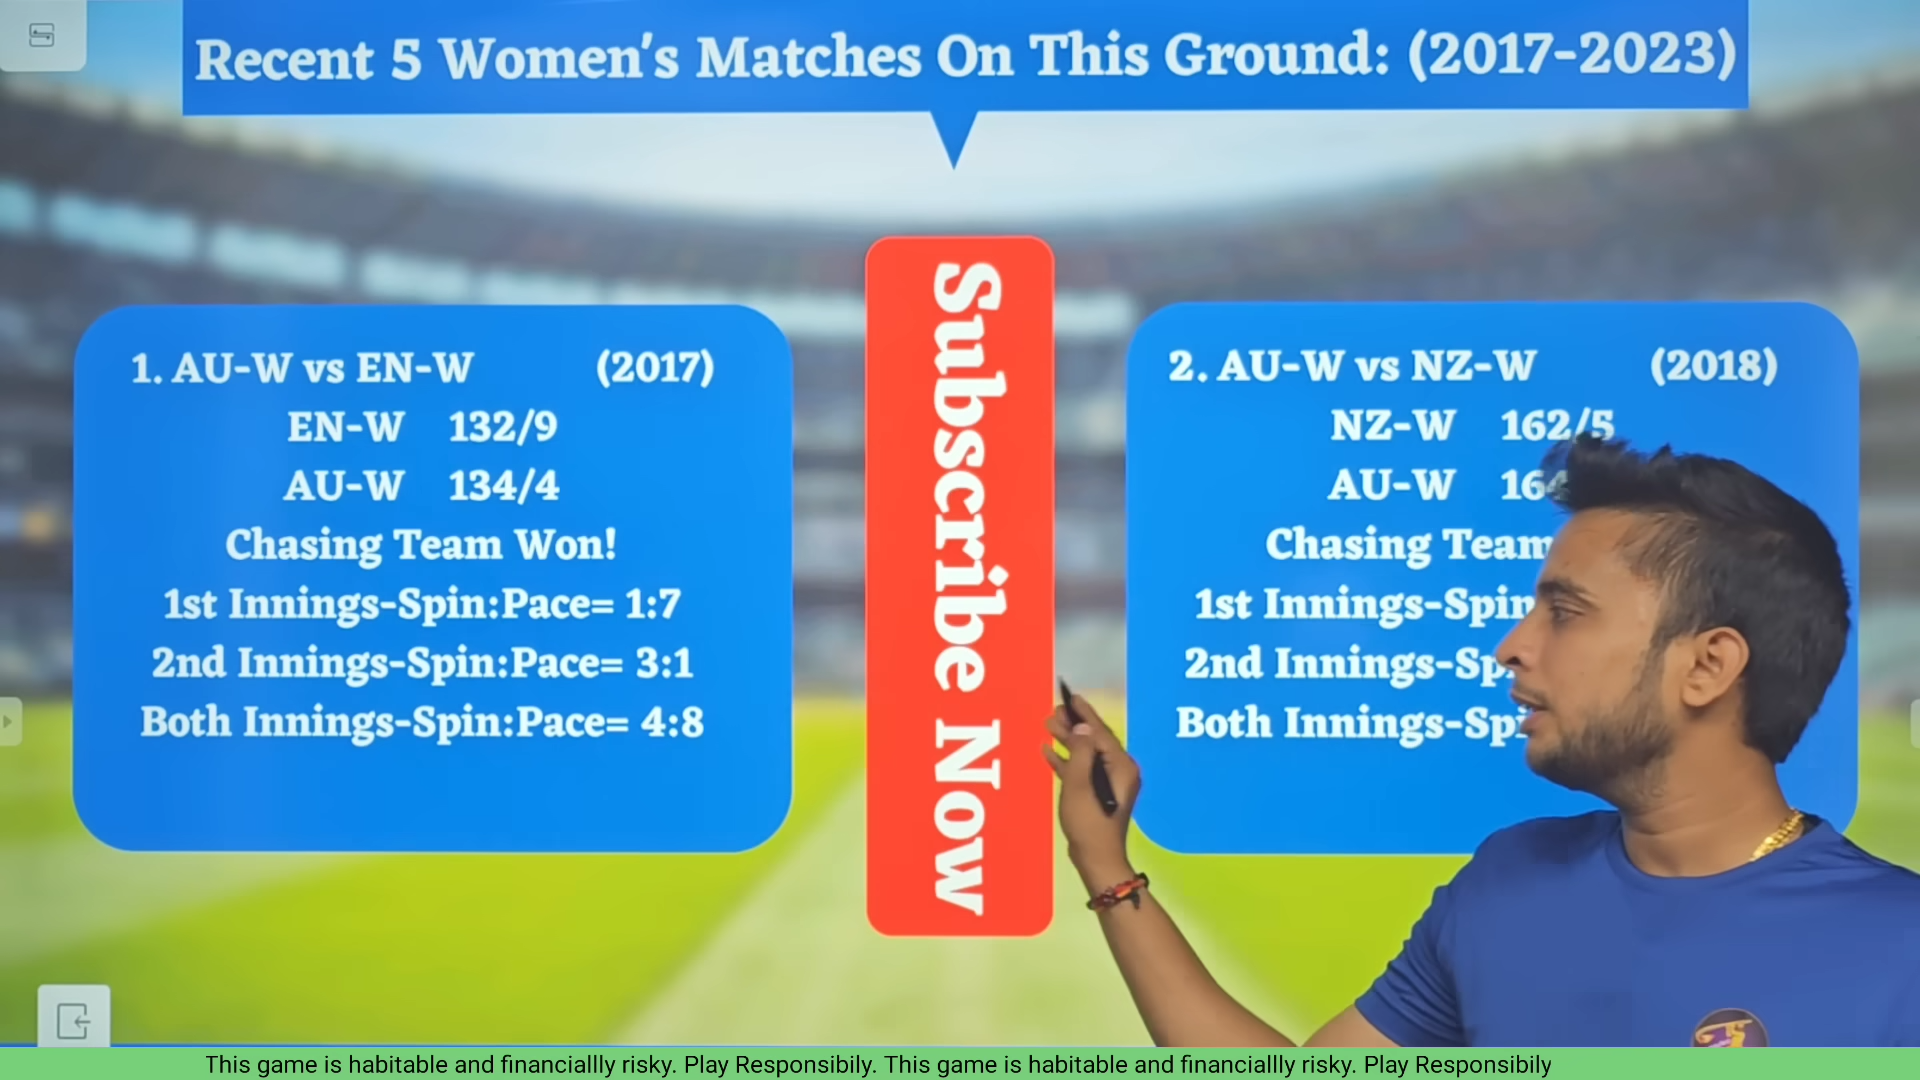 Recent 5 Women's Matches On This Ground: (2017-2023)
1. AU-W vs EN-W (2017)
EN-W 132/9
AU-W 134/4
Chasing Team Won!
1st Innings-Spin:Pace= 1:7
2nd Innings-Spin:Pace= 3:1
Both Innings-Spin:Pace= 4:8
Subscribe Now
2. AU-W vs NZ-W (2018)
NZ-W 162/5
AU-W
Chasing Team
1st Innings-Spin
2nd
Both
This game is habitable and financiallly risky. Play Responsibily. This game is habitable and financiallly risky. Play Responsibily